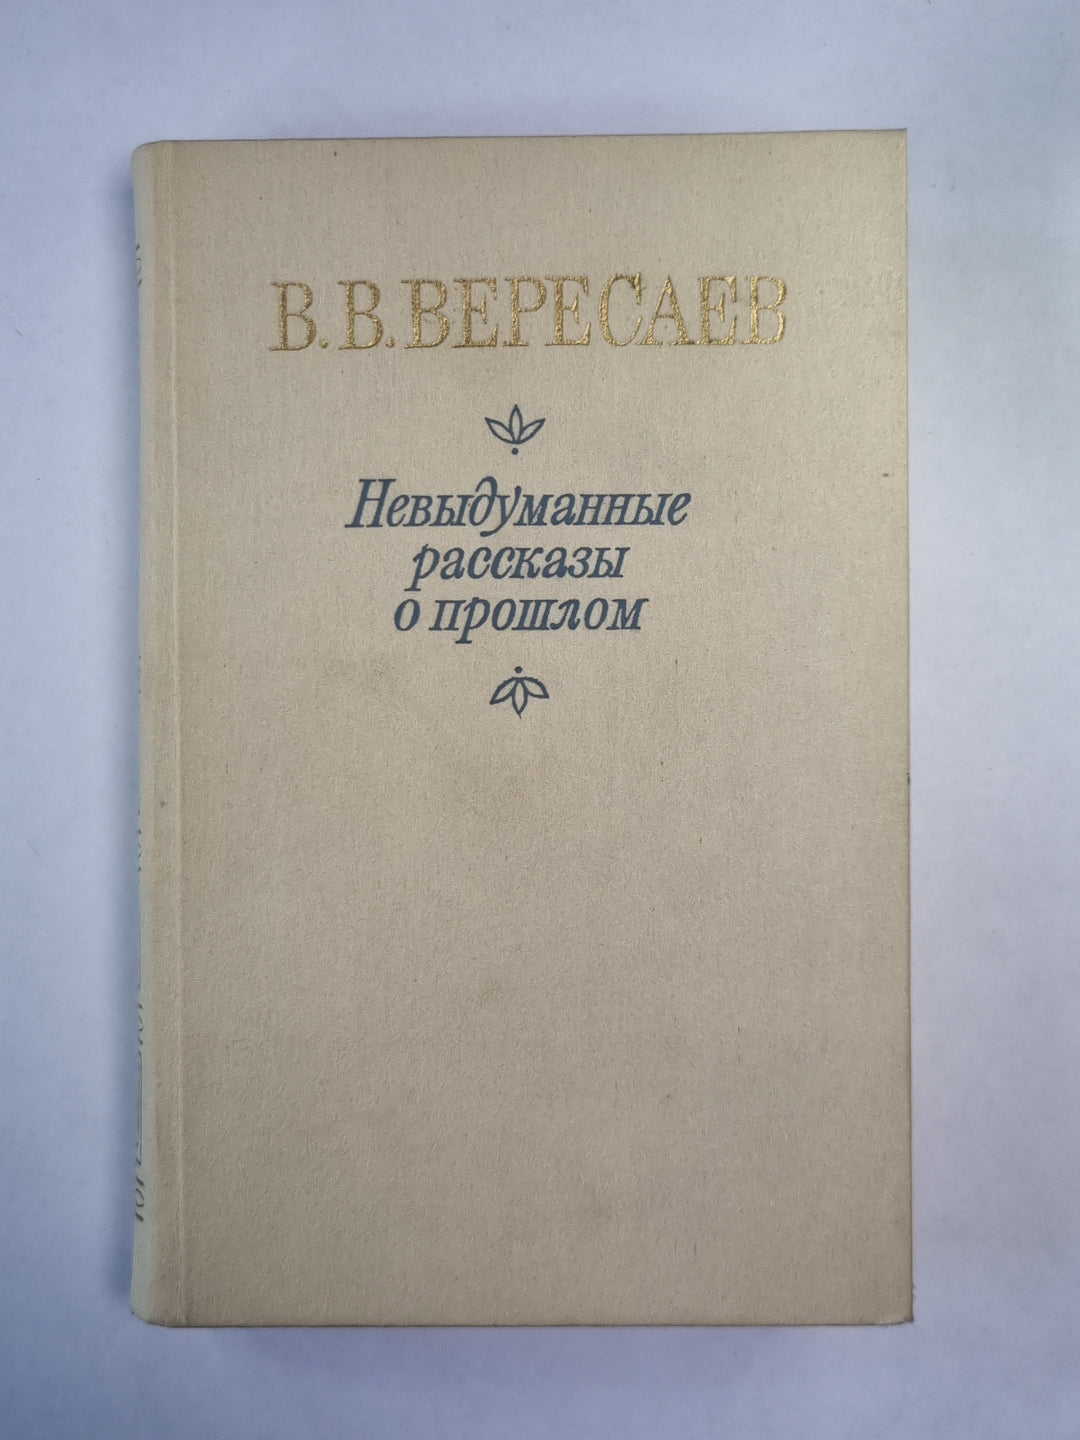 В.В.ВЕРЕСАЕВ
Невыдуманные
рассказы
о прошлом